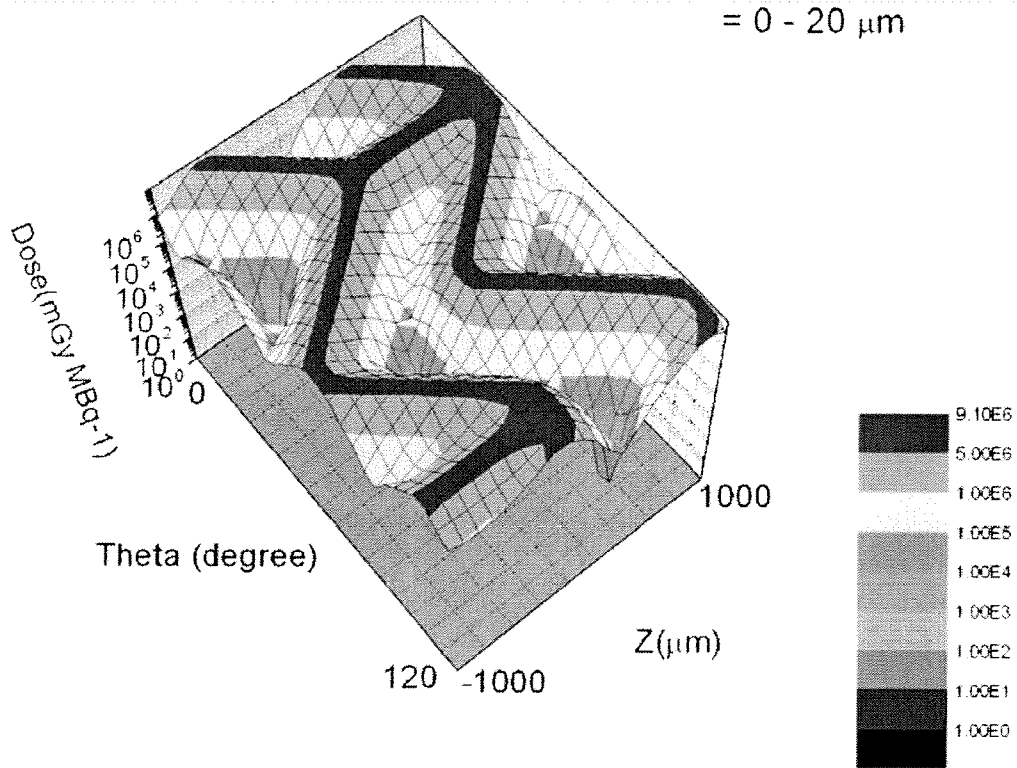 = 0 - 20 μm
Dose(mGy MBq-1)
10⁶
10⁵
10⁴
10³
10²
10¹
10⁰
0
Theta (degree)
120
-1000
Z(μm)
1000
9.10E6
5.00E6
1.00E6
1.00E5
1.00E4
1.00E3
1.00E2
1.00E1
1.00E0